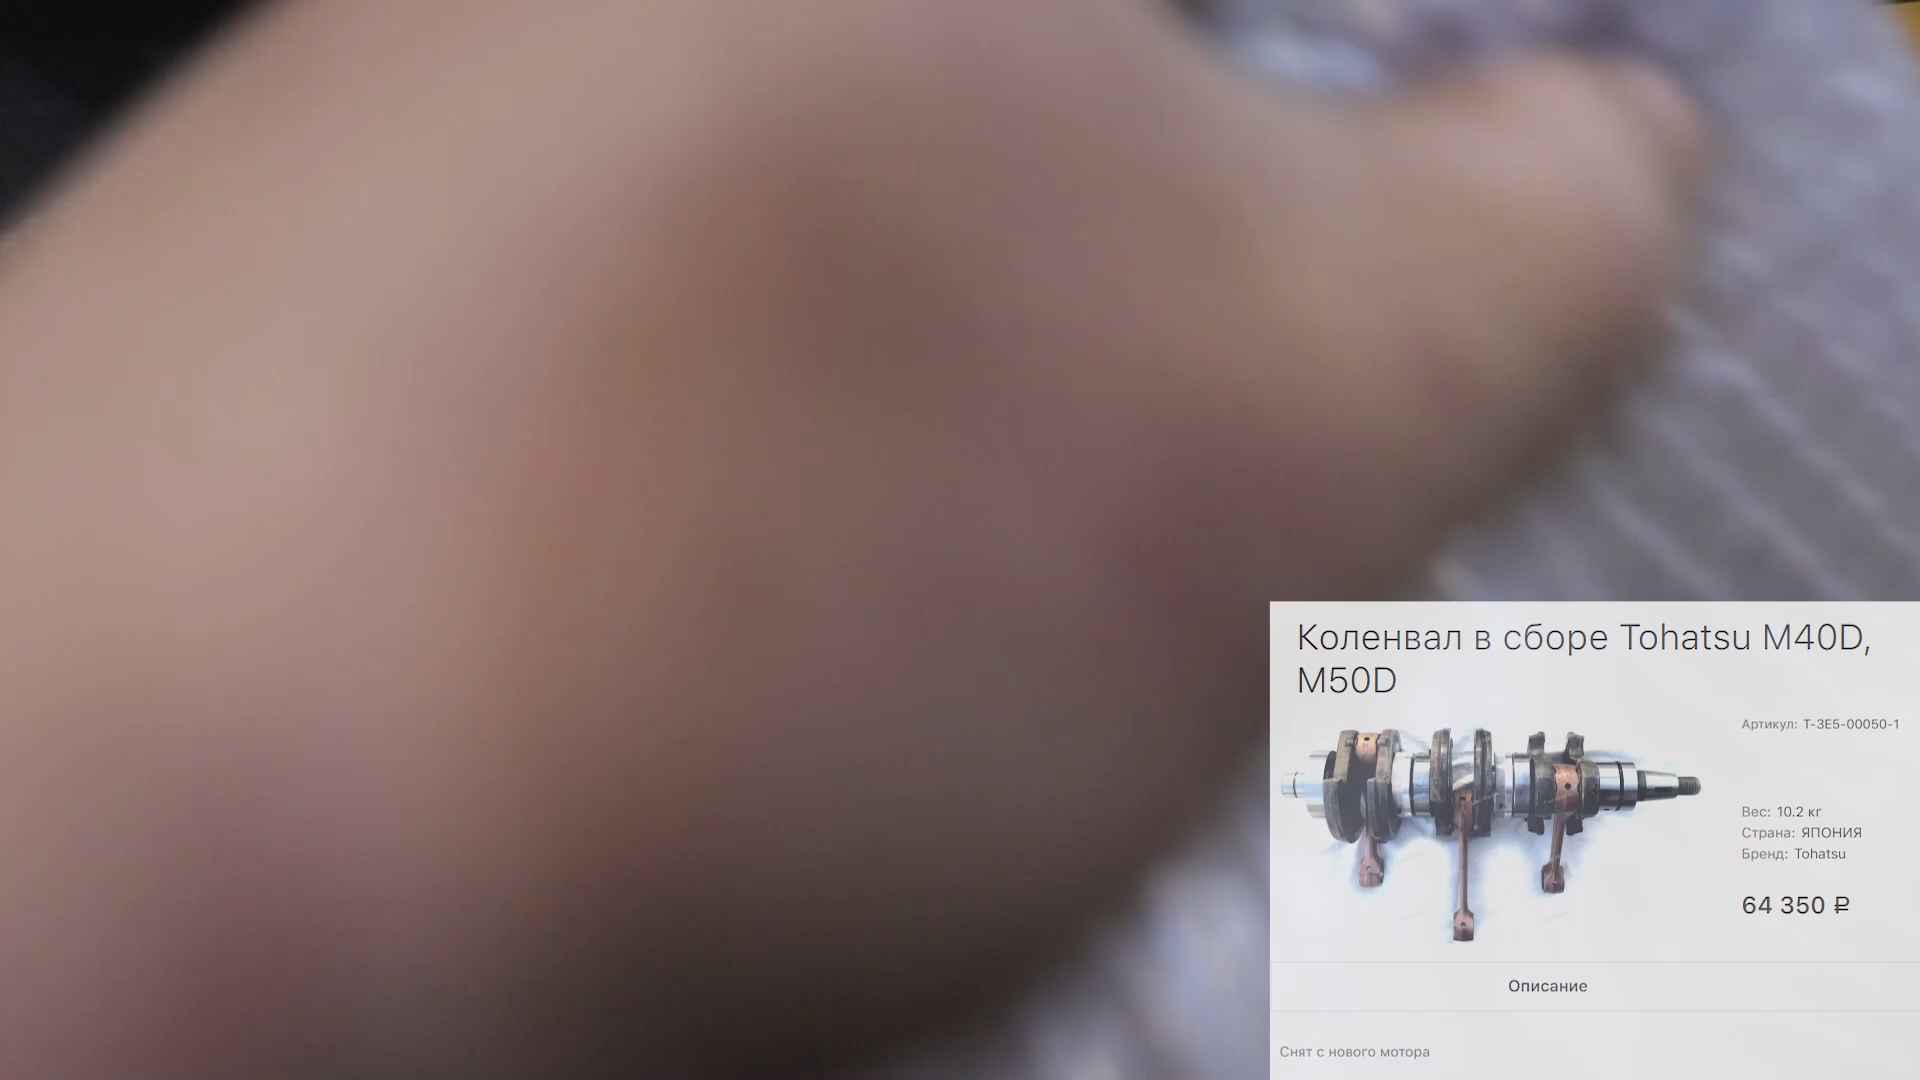 Коленвал в сборе Tohatsu M40D,
M50D
Артикул: T-3E5-00050-1
Вес: 10.2 кг
Страна: ЯПОНИЯ
Бренд: Tohatsu
64 350 ₽
Описание
Снят с нового мотора